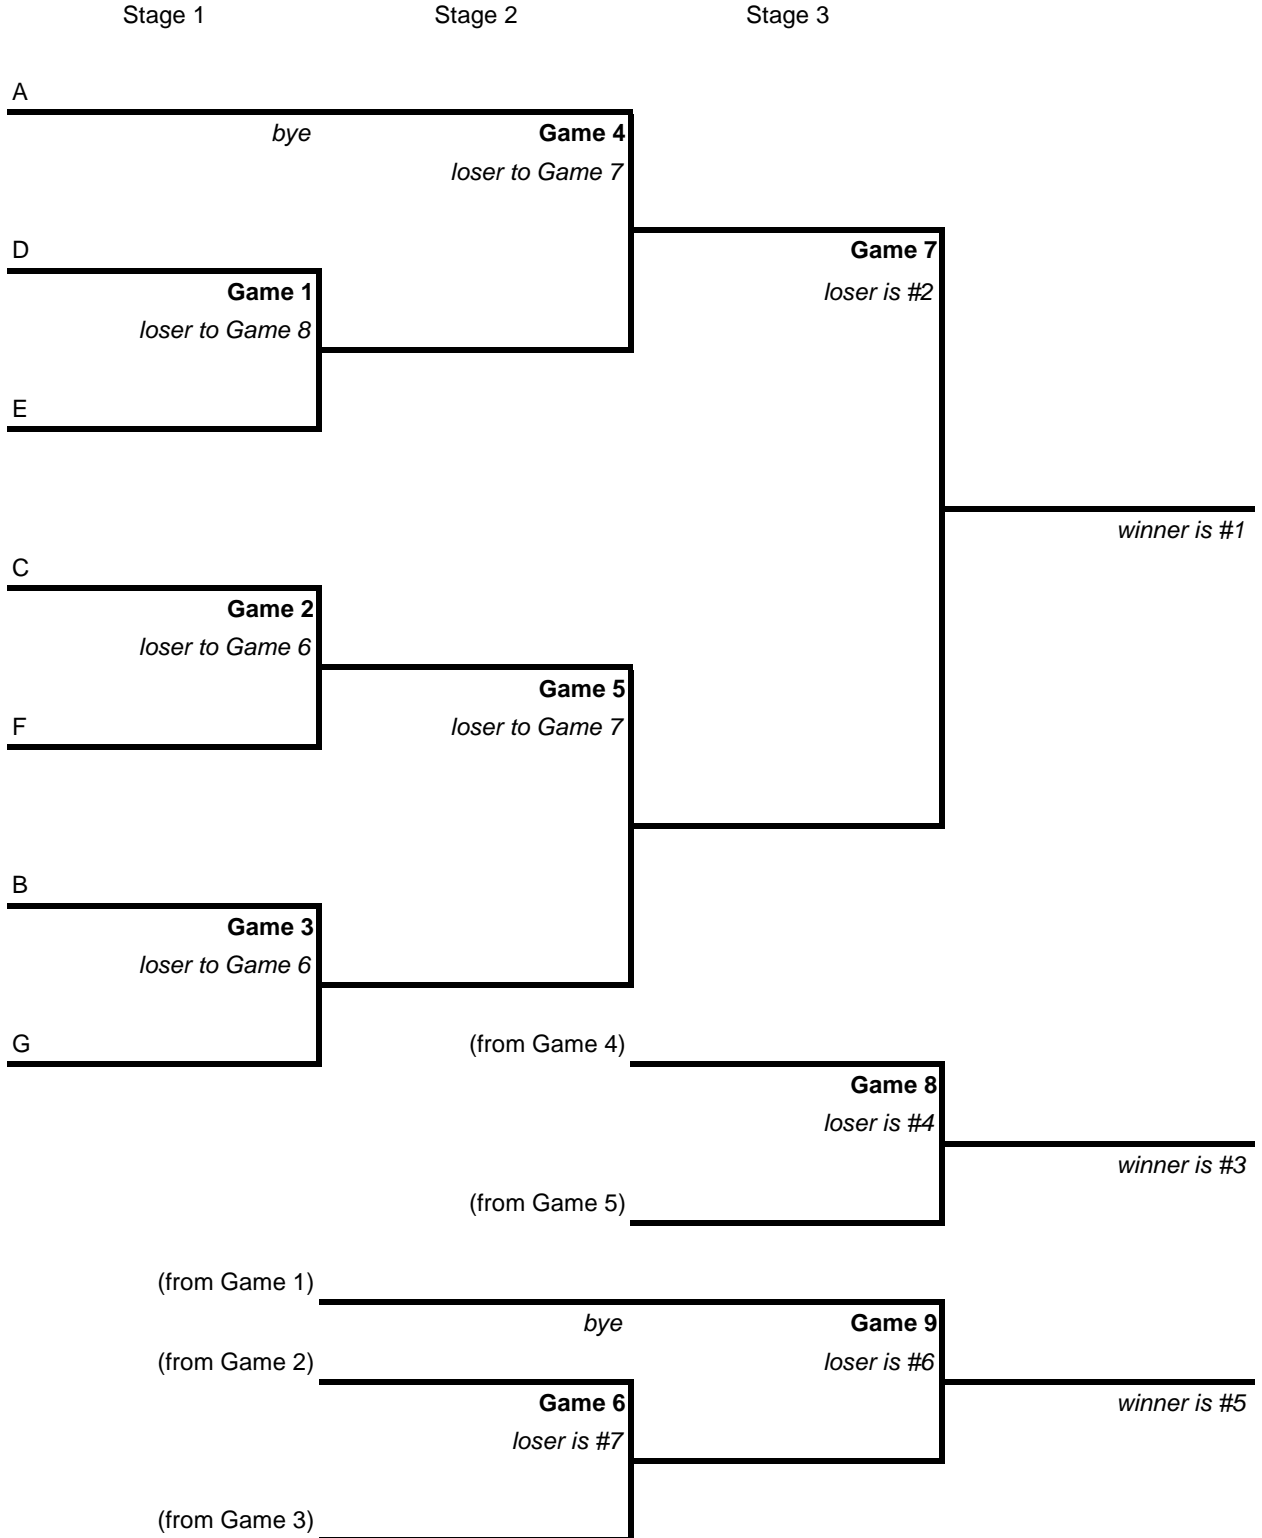 Stage 1 Stage 2 Stage 3
A
bye Game 4
loser to Game 7
D Game 7
Game 1 loser is #2
loser to Game 8
E
winner is #1
C
Game 2
loser to Game 6
Game 5
F loser to Game 7
B
Game 3
loser to Game 6
G (from Game 4)
Game 8
loser is #4
winner is #3
(from Game 5)
(from Game 1)
bye Game 9
(from Game 2) loser is #6
Game 6 winner is #5
loser is #7
(from Game 3)